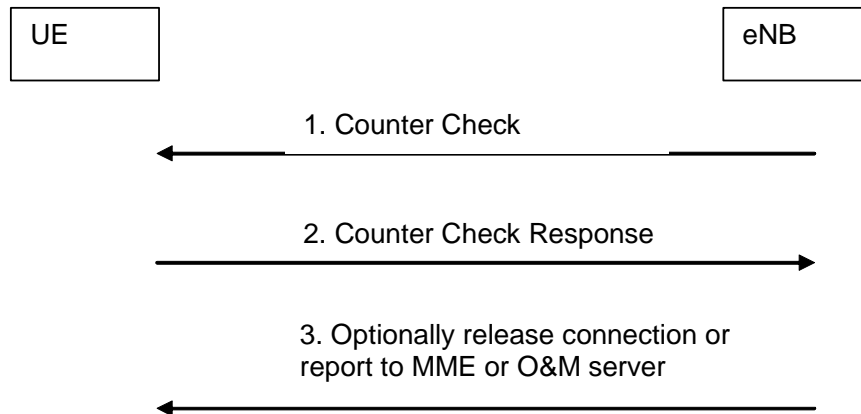 UE
eNB
1. Counter Check
2. Counter Check Response
3. Optionally release connection or
report to MME or O&M server